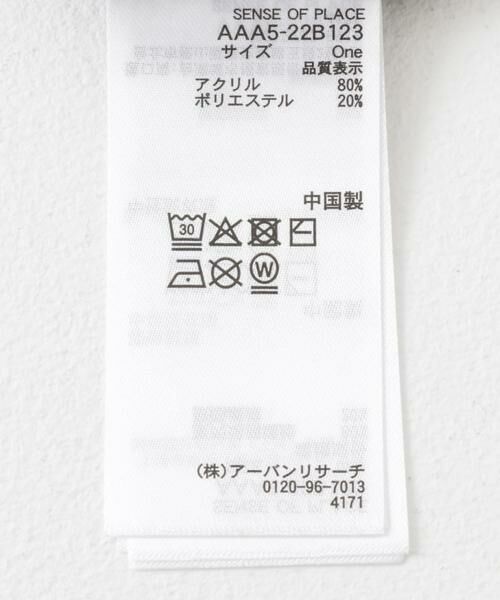 SENSE OF PLACE
AAA5-22B123
サイズ One
品質表示
アクリル 80%
ポリエステル 20%
中国製
30
W
(株)アーバンリサーチ
0120-96-7013
4171